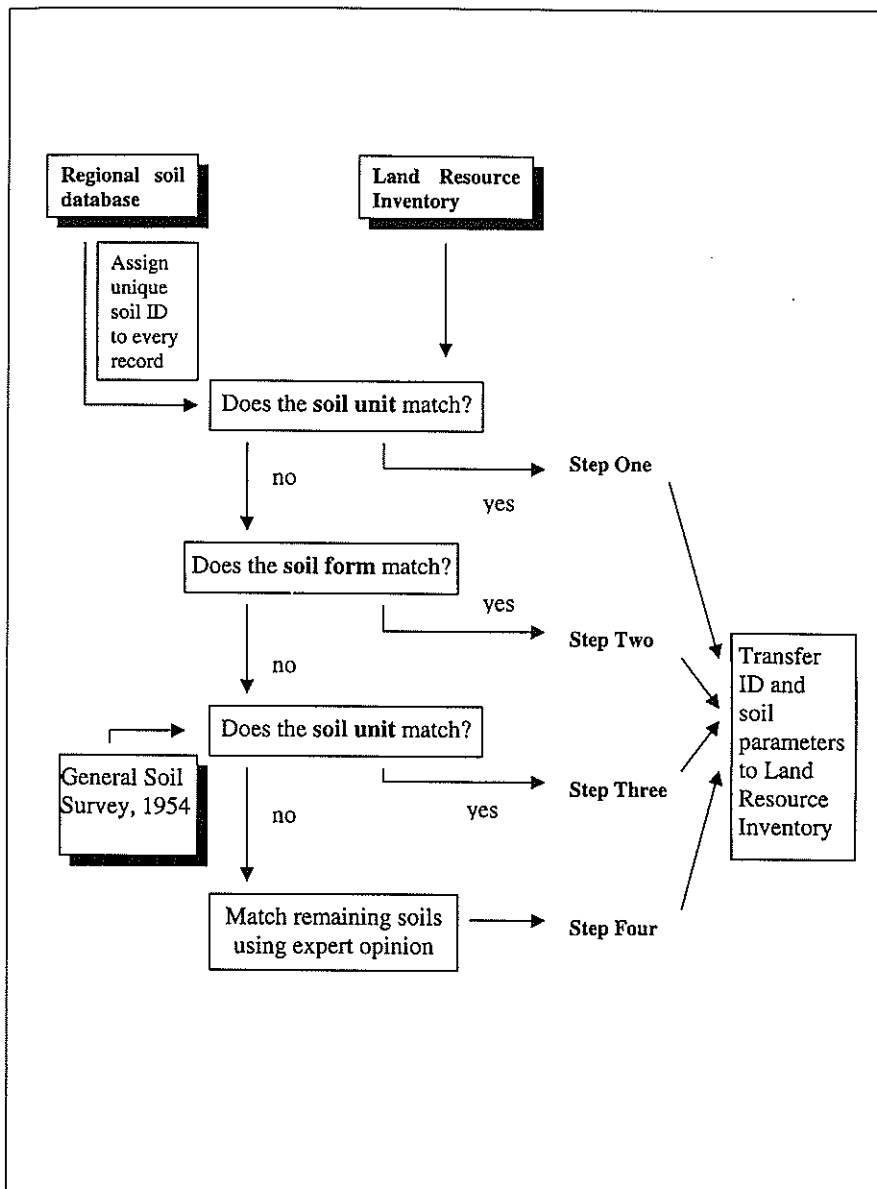 Regional soil
database
Land Resource
Inventory
Assign
unique
soil ID
to every
record
Does the soil unit match?
no
yes
Step One
Does the soil form match?
yes
no
Step Two
Does the soil unit match?
General Soil
Survey, 1954
no
yes
Step Three
Match remaining soils
using expert opinion
Step Four
Transfer
ID and
soil
parameters
to Land
Resource
Inventory